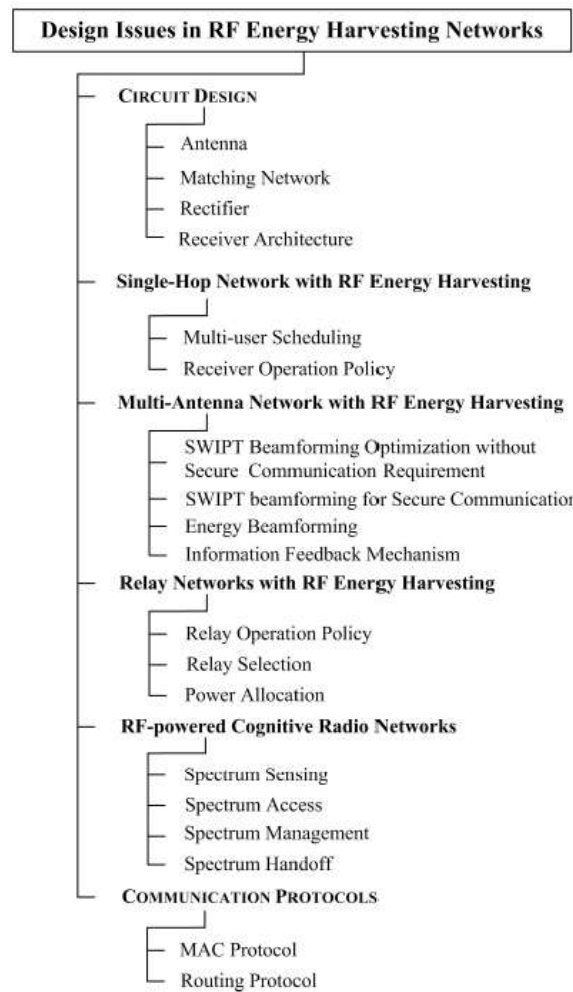 Design Issues in RF Energy Harvesting Networks
CIRCUIT DESIGN
Antenna
Matching Network
Rectifier
Receiver Architecture
Single-Hop Network with RF Energy Harvesting
Multi-user Scheduling
Receiver Operation Policy
Multi-Antenna Network with RF Energy Harvesting
SWIPT Beamforming Optimization without
Secure Communication Requirement
SWIPT beamforming for Secure Communication
Energy Beamforming
Information Feedback Mechanism
Relay Networks with RF Energy Harvesting
Relay Operation Policy
Relay Selection
Power Allocation
RF-powered Cognitive Radio Networks
Spectrum Sensing
Spectrum Access
Spectrum Management
Spectrum Handoff
COMMUNICATION PROTOCOLS
MAC Protocol
Routing Protocol